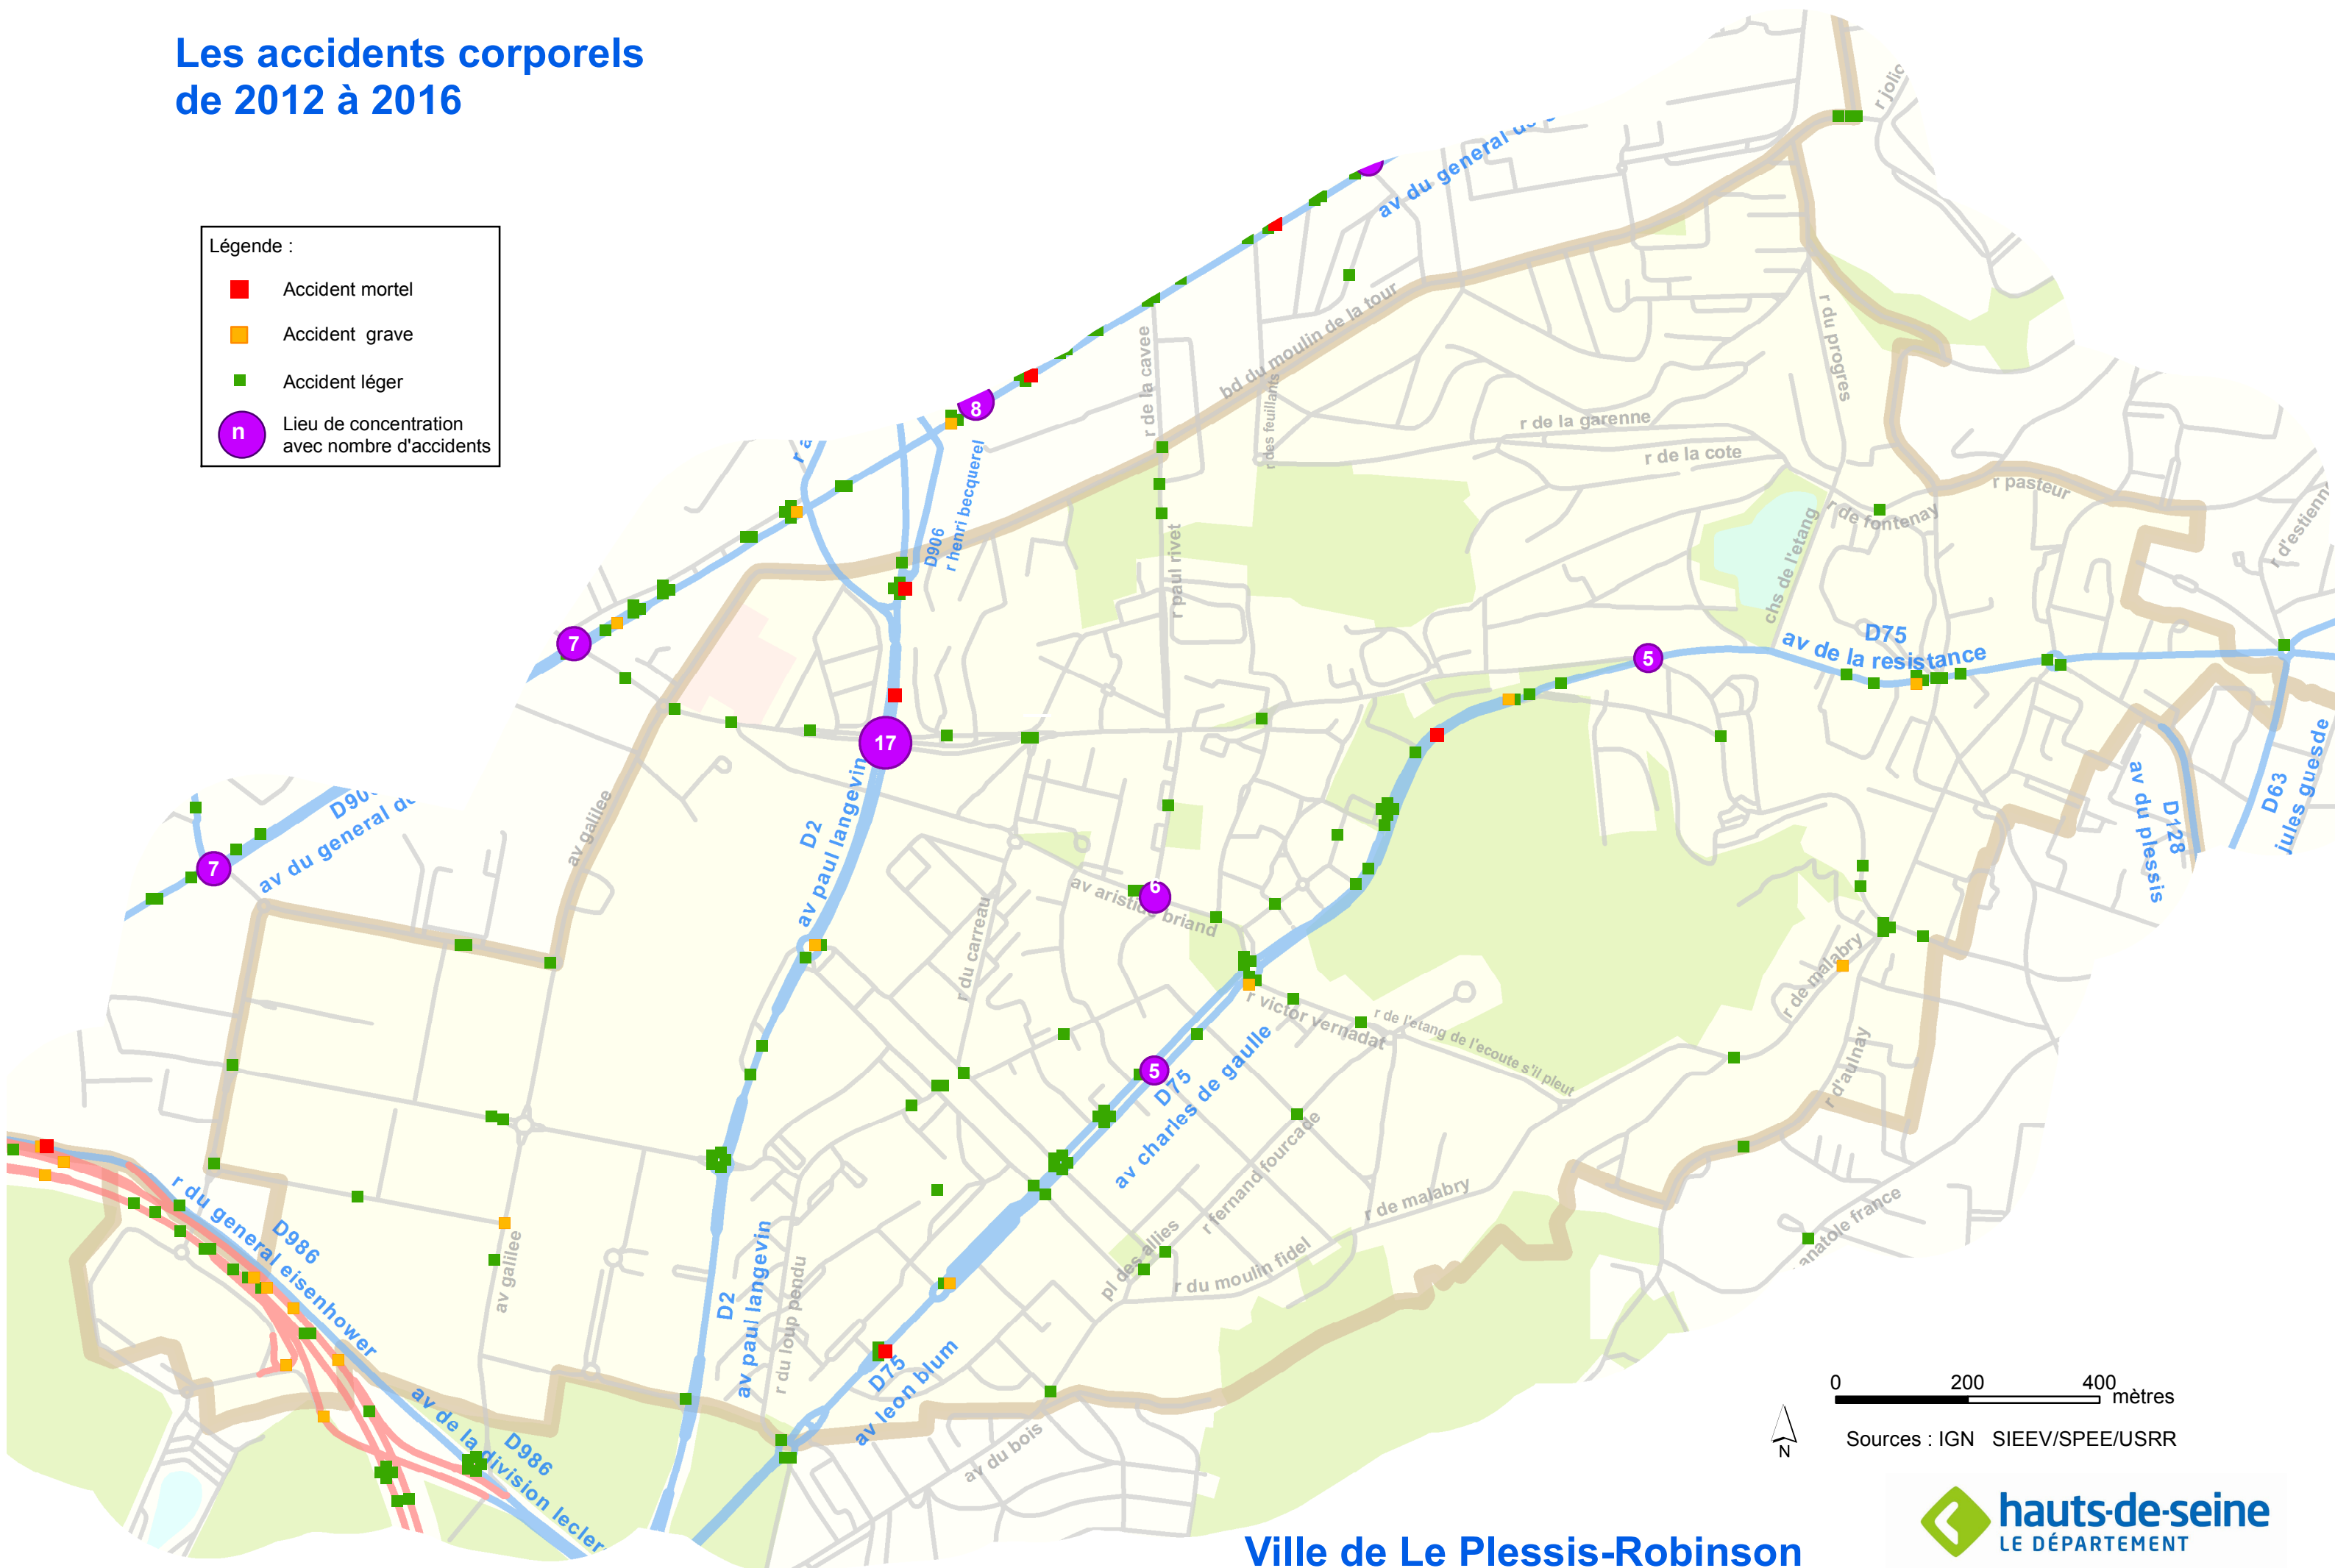 Les accidents corporels
de 2012 à 2016
Légende :
Accident mortel
Accident grave
Accident léger
n
Lieu de concentration
avec nombre d'accidents
av du general de
r jolic
bd du moulin de la tour
r de la cavee
r des feuillants
r du progres
r de la garenne
r de la cote
r pasteur
r de fontenay
r d'estienn
chs de l'etang
8
D906
r henri becquerel
r paul rivet
7
5
D75
av de la resistance
17
D2
av paul langevin
av galilee
7
av du general de
6
av aristide briand
r du carreau
D63
jules guesde
D128
av du plessis
r victor vernadat
r de l'etang de l'ecoute s'il pleut
r de malabry
r d'aulnay
5
D75
av charles de gaulle
r fernand fourcade
r de malabry
pl des allies
r du moulin fidel
anatole france
r du general eisenhower
D986
av galilee
D2
av paul langevin
r du loup pendu
D75
av leon blum
av du bois
av de la division lecler
D986
0 200 400
mètres
N
Sources : IGN SIEEV/SPEE/USRR
hauts-de-seine
LE DÉPARTEMENT
Ville de Le Plessis-Robinson